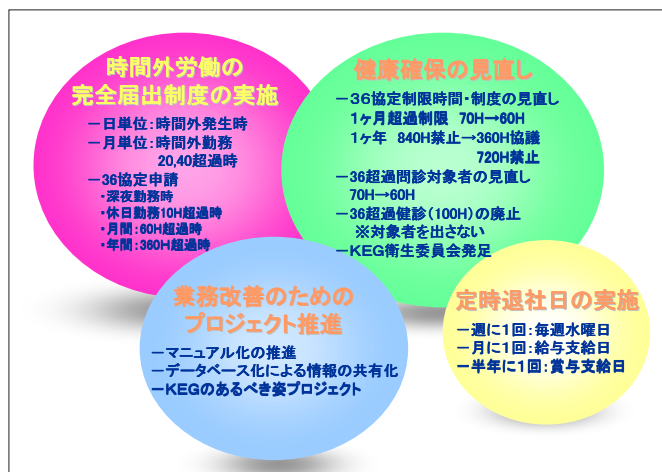 時間外労働の
完全届出制度の実施
－日単位：時間外発生時
－月単位：時間外勤務
20,40超過時
－36協定申請
・深夜勤務時
・休日勤務10H超過時
・月間：60H超過時
・年間：360H超過時
健康確保の見直し
－３６協定制限時間・制度の見直し
1ヶ月超過制限 70H→60H
1ヶ年 840H禁止→360H協議
720H禁止
－36超過問診対象者の見直し
70H→60H
－36超過健診（100H）の廃止
※対象者を出さない
－KEG衛生委員会発足
業務改善のための
プロジェクト推進
－マニュアル化の推進
－データベース化による情報の共有化
－KEGのあるべき姿プロジェクト
定時退社日の実施
－週に1回：毎週水曜日
－月に1回：給与支給日
－半年に1回：賞与支給日